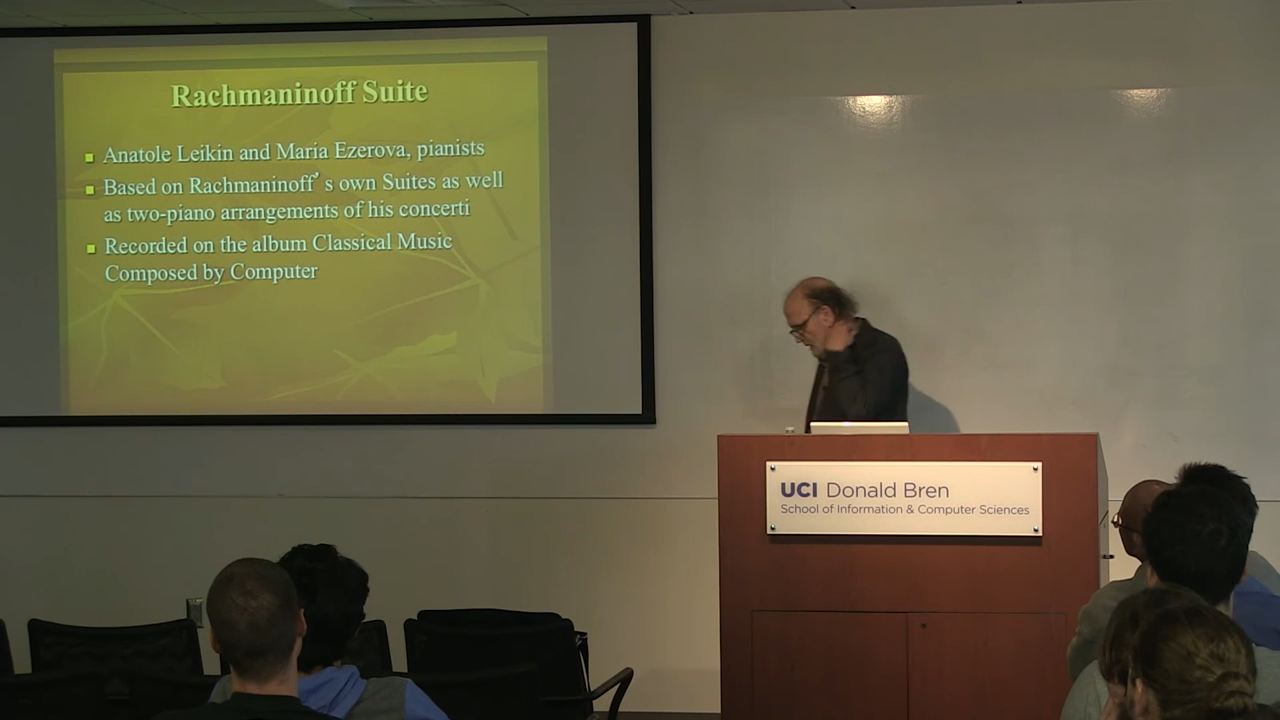 Rachmaninoff Suite
Anatole Leikin and Maria Ezerova, pianists
Based on Rachmaninoff’s own Suites as well
as two-piano arrangements of his concerti
Recorded on the album Classical Music
Composed by Computer
UCI Donald Bren
School of Information & Computer Sciences